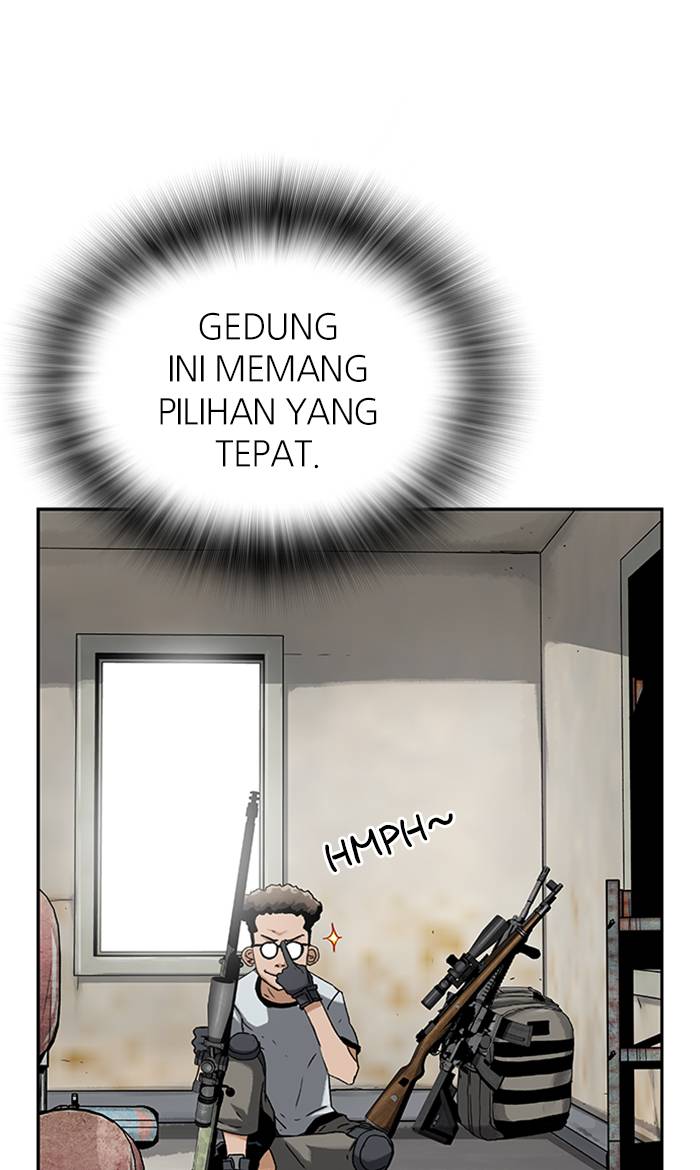 GEDUNG
INI MEMANG
PILIHAN YANG
TEPAT.
HMPH~